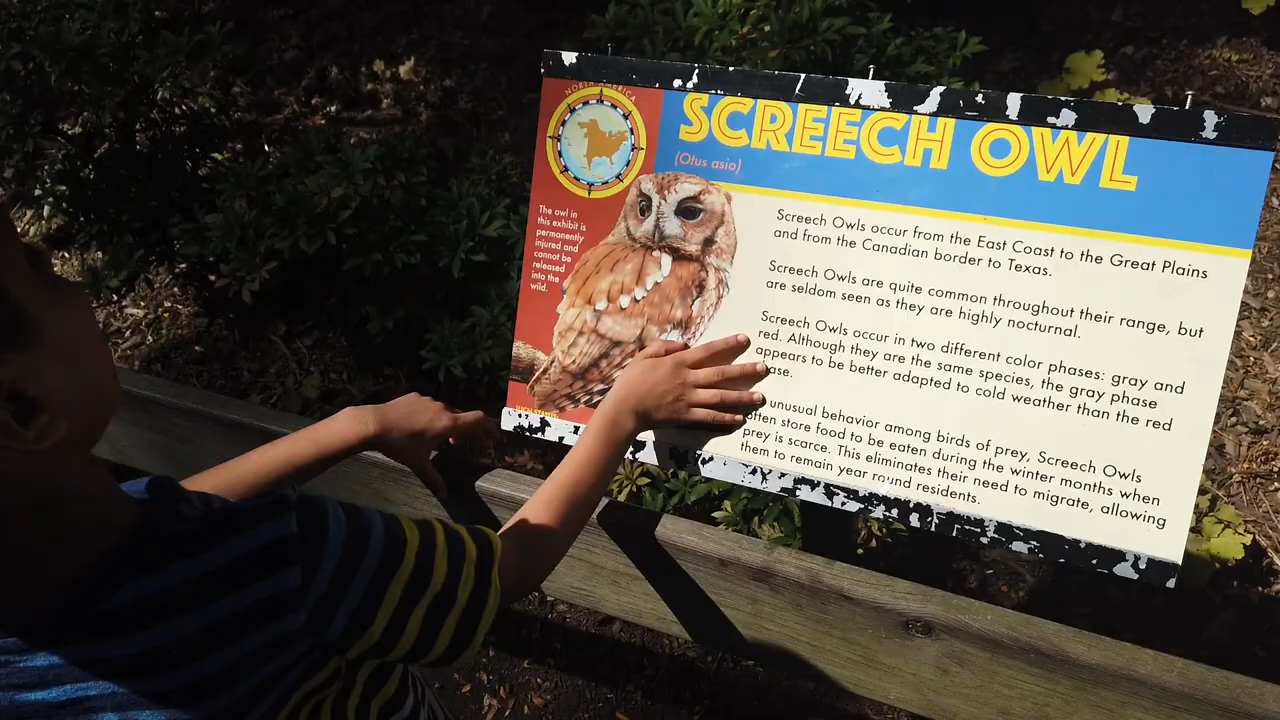 NORTH AMERICA
SCREECH OWL
(Otus asio)
The owl in
this exhibit is
permanently
injured and
cannot be
released
into the
wild.
Screech Owls occur from the East Coast to the Great Plains
and from the Canadian border to Texas.
Screech Owls are quite common throughout their range, but
are seldom seen as they are highly nocturnal.
Screech Owls occur in two different color phases: gray and
red. Although they are the same species, the gray phase
appears to be better adapted to cold weather than the red
unusual behavior among birds of prey, Screech Owls
often store food to be eaten during the winter months when
prey is scarce. This eliminates their need to migrate, allowing
them to remain year round residents.